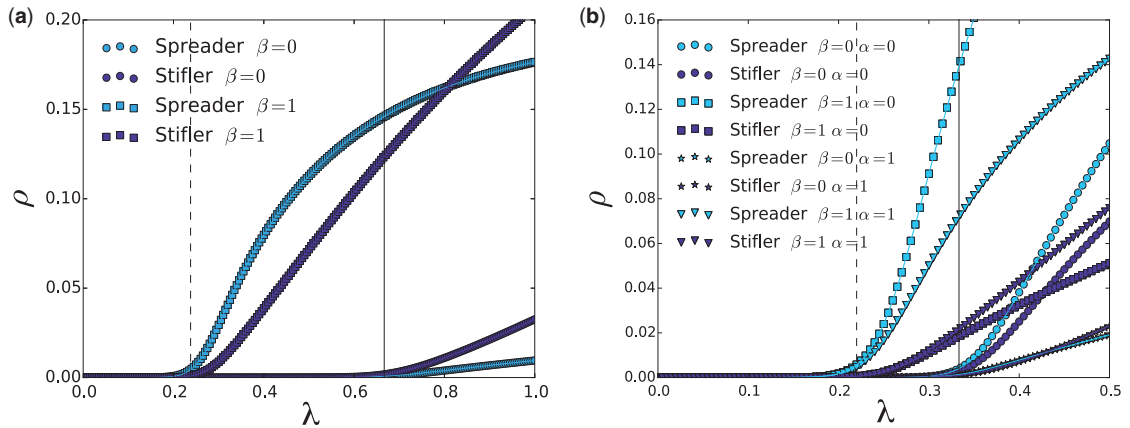 (a)
0.20
0.15
0.10
0.05
0.00
ρ
Spreader β=0
Stifler β=0
Spreader β=1
Stifler β=1
0.0 0.2 0.4 0.6 0.8 1.0
λ
(b)
0.16
0.14
0.12
0.10
0.08
0.06
0.04
0.02
0.00
ρ
Spreader β=0 α=0
Stifler β=0 α=0
Spreader β=1 α=0
Stifler β=1 α=0
Spreader β=0 α=1
Stifler β=0 α=1
Spreader β=1 α=1
Stifler β=1 α=1
0.0 0.1 0.2 0.3 0.4 0.5
λ